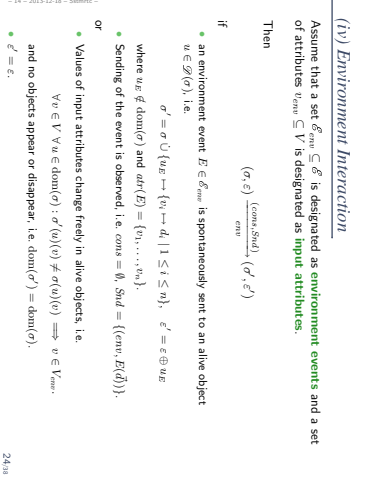 – 14 – 2013-12-18 – Seemrtc –
(iv) Environment Interaction
Assume that a set ℰ_env ⊆ ℰ is designated as environment events and a set
of attributes v_env ⊆ V is designated as input attributes.
Then
(σ, ε) —(cons,Snd)→_env (σ′, ε′)
if
• an environment event E ∈ ℰ_env is spontaneously sent to an alive object
u ∈ 𝒟(σ), i.e.
σ′ = σ ∪̇ {u_E ↦ {v_i ↦ d_i | 1 ≤ i ≤ n}, ε′ = ε ⊕ u_E
where u_E ∉ dom(σ) and atr(E) = {v_1, . . . , v_n}.
• Sending of the event is observed, i.e. cons = ∅, Snd = {(env, E(d⃗))}.
or
• Values of input attributes change freely in alive objects, i.e.
∀ v ∈ V ∀ u ∈ dom(σ) : σ′(u)(v) ≠ σ(u)(v) ⟹ v ∈ V_env.
and no objects appear or disappear, i.e. dom(σ′) = dom(σ).
• ε′ = ε.
24/38